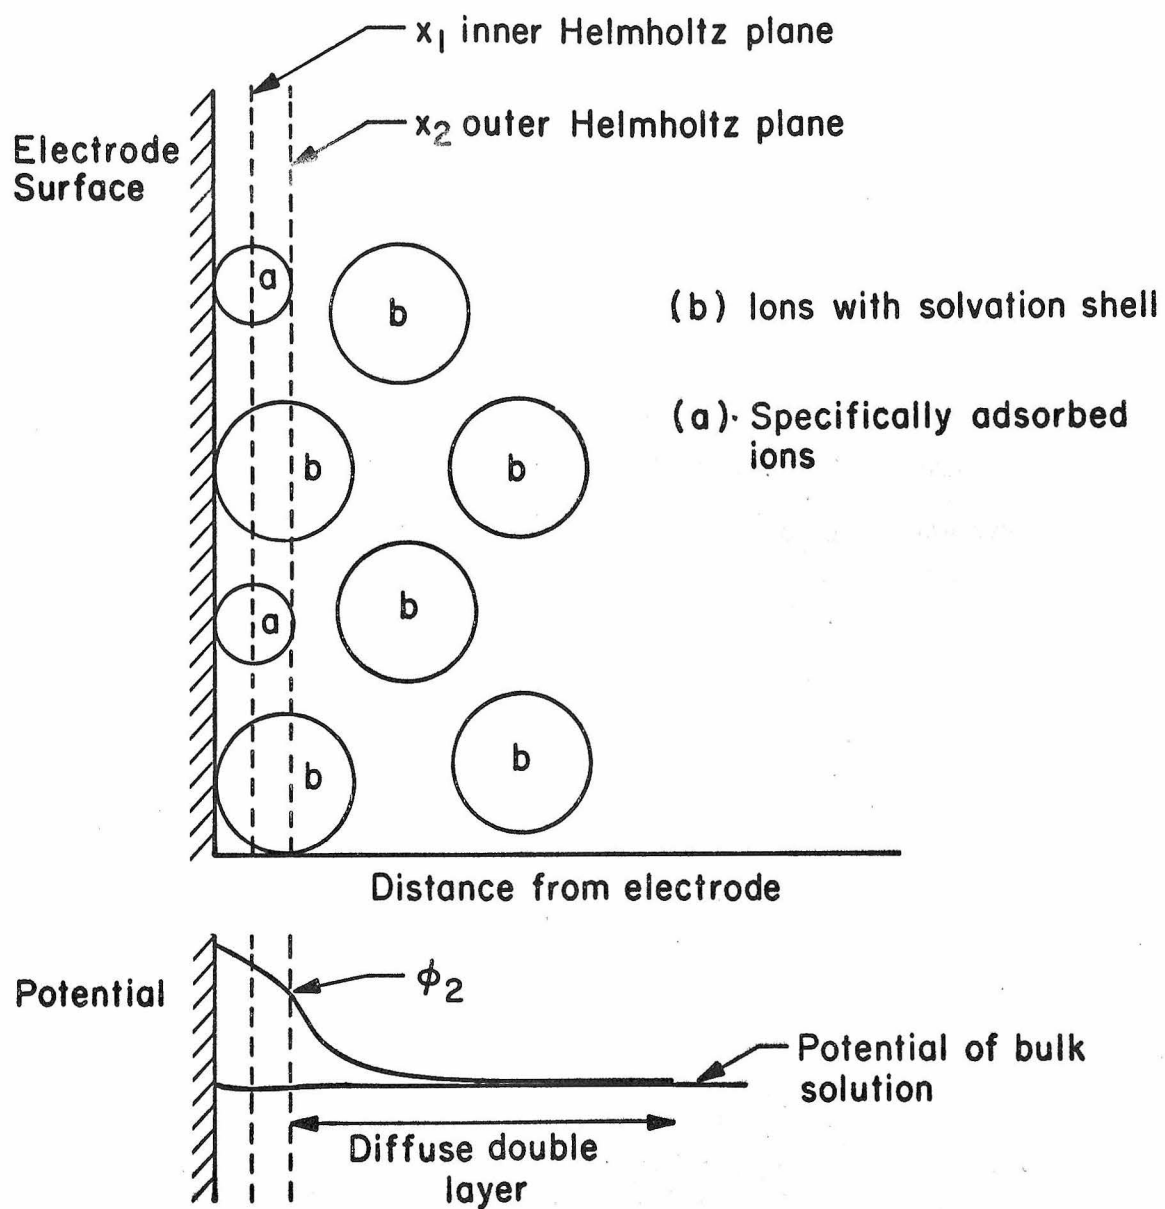 x₁ inner Helmholtz plane
x₂ outer Helmholtz plane
Electrode
Surface
a
b
(b) Ions with solvation shell
(a). Specifically adsorbed
ions
b
b
b
a
b
b
Distance from electrode
ϕ₂
Potential
Potential of bulk
solution
Diffuse double
layer